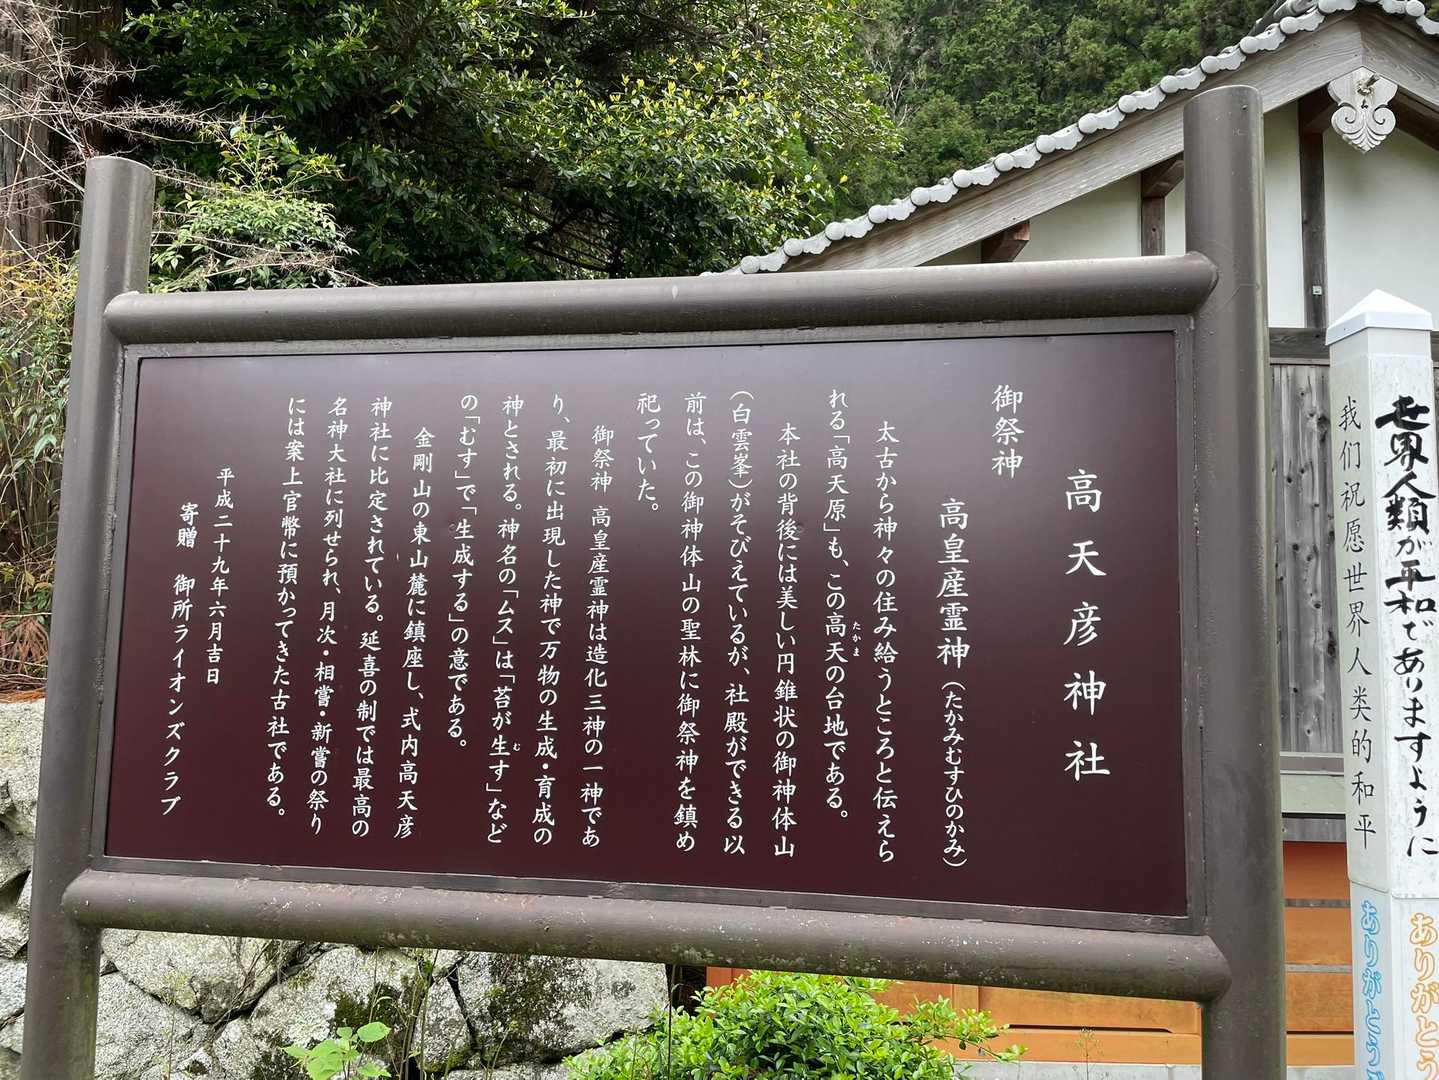 高天彦神社
御祭神
高皇産霊神（たかみむすひのかみ）
太古から神々の住み給うところと伝えら
れる「高天原」も、この高天の台地である。
たかま
本社の背後には美しい円錐状の御神体山
（白雲峯）がそびえているが、社殿ができる以
前は、この御神体山の聖林に御祭神を鎮め
祀っていた。
御祭神 高皇産霊神は造化三神の一神であ
り、最初に出現した神で万物の生成・育成の
神とされる。神名の「ムス」は「苔が生す」など
む
の「むす」で「生成する」の意である。
金剛山の東山麓に鎮座し、式内高天彦
神社に比定されている。延喜の制では最高の
名神大社に列せられ、月次・相嘗・新嘗の祭り
には案上官幣に預かってきた古社である。
平成二十九年六月吉日
寄贈 御所ライオンズクラブ
世界人類が平和でありますように
我们祝愿世界人类的和平
ありがとう
ありがとう